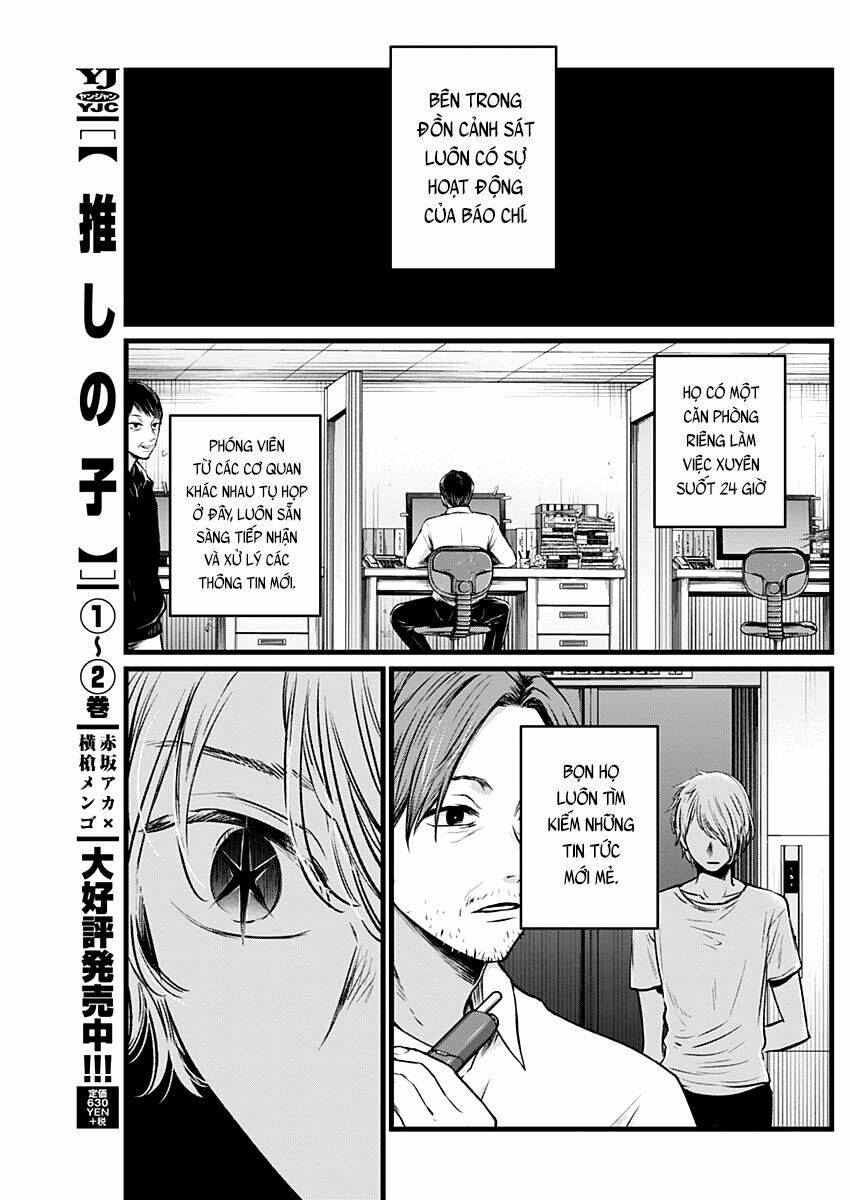 BÊN TRONG
ĐỒN CẢNH SÁT
LUÔN CÓ SỰ
HOẠT ĐỘNG
CỦA BÁO CHÍ.
HỌ CÓ MỘT
CĂN PHÒNG
RIÊNG LÀM
VIỆC XUYÊN
SUỐT 24 GIỜ
PHÓNG VIÊN
TỪ CÁC CƠ QUAN
KHÁC NHAU TỤ HỌP
Ở ĐÂY, LUÔN SẴN
SÀNG TIẾP NHẬN
VÀ XỬ LÝ CÁC
THÔNG TIN MỚI.
BỌN HỌ
LUÔN TÌM
KIẾM NHỮNG
TIN TỨC
MỚI MẺ.
YJ
ヤンジャン
YJC
［【推しの子】］①～②巻
赤坂アカ×
横槍メンゴ
大好評発売中!!!
定価
630
YEN
+税